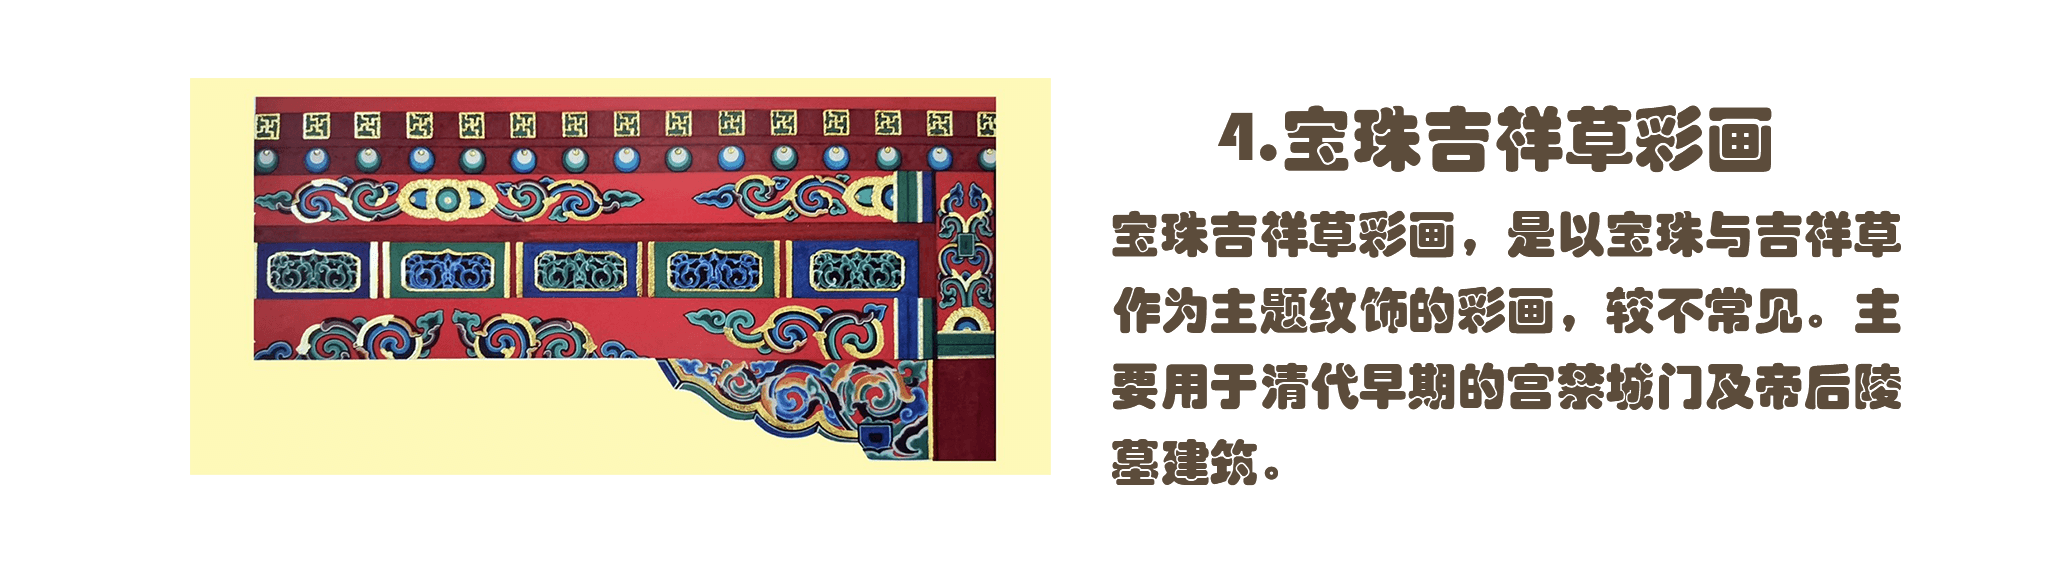 4.宝珠吉祥草彩画
宝珠吉祥草彩画，是以宝珠与吉祥草
作为主题纹饰的彩画，较不常见。主
要用于清代早期的宫禁城门及帝后陵
墓建筑。